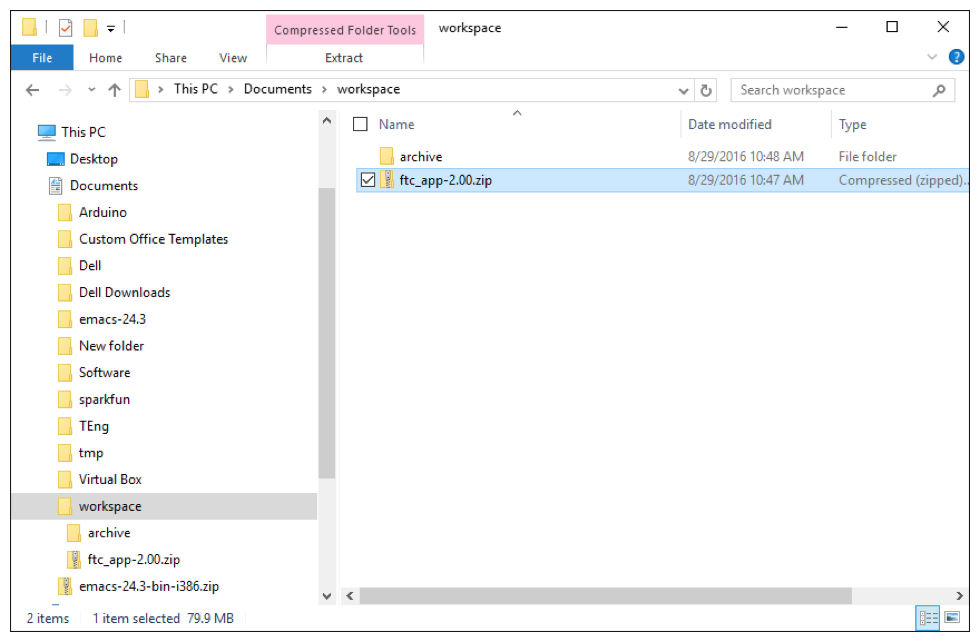 Compressed Folder Tools workspace
File Home Share View Extract
This PC Documents workspace Search workspace
Name Date modified Type
archive 8/29/2016 10:48 AM File folder
ftc_app-2.00.zip 8/29/2016 10:47 AM Compressed (zipped)...
This PC
Desktop
Documents
Arduino
Custom Office Templates
Dell
Dell Downloads
emacs-24.3
New folder
Software
sparkfun
TEng
tmp
Virtual Box
workspace
archive
ftc_app-2.00.zip
emacs-24.3-bin-i386.zip
2 items 1 item selected 79.9 MB